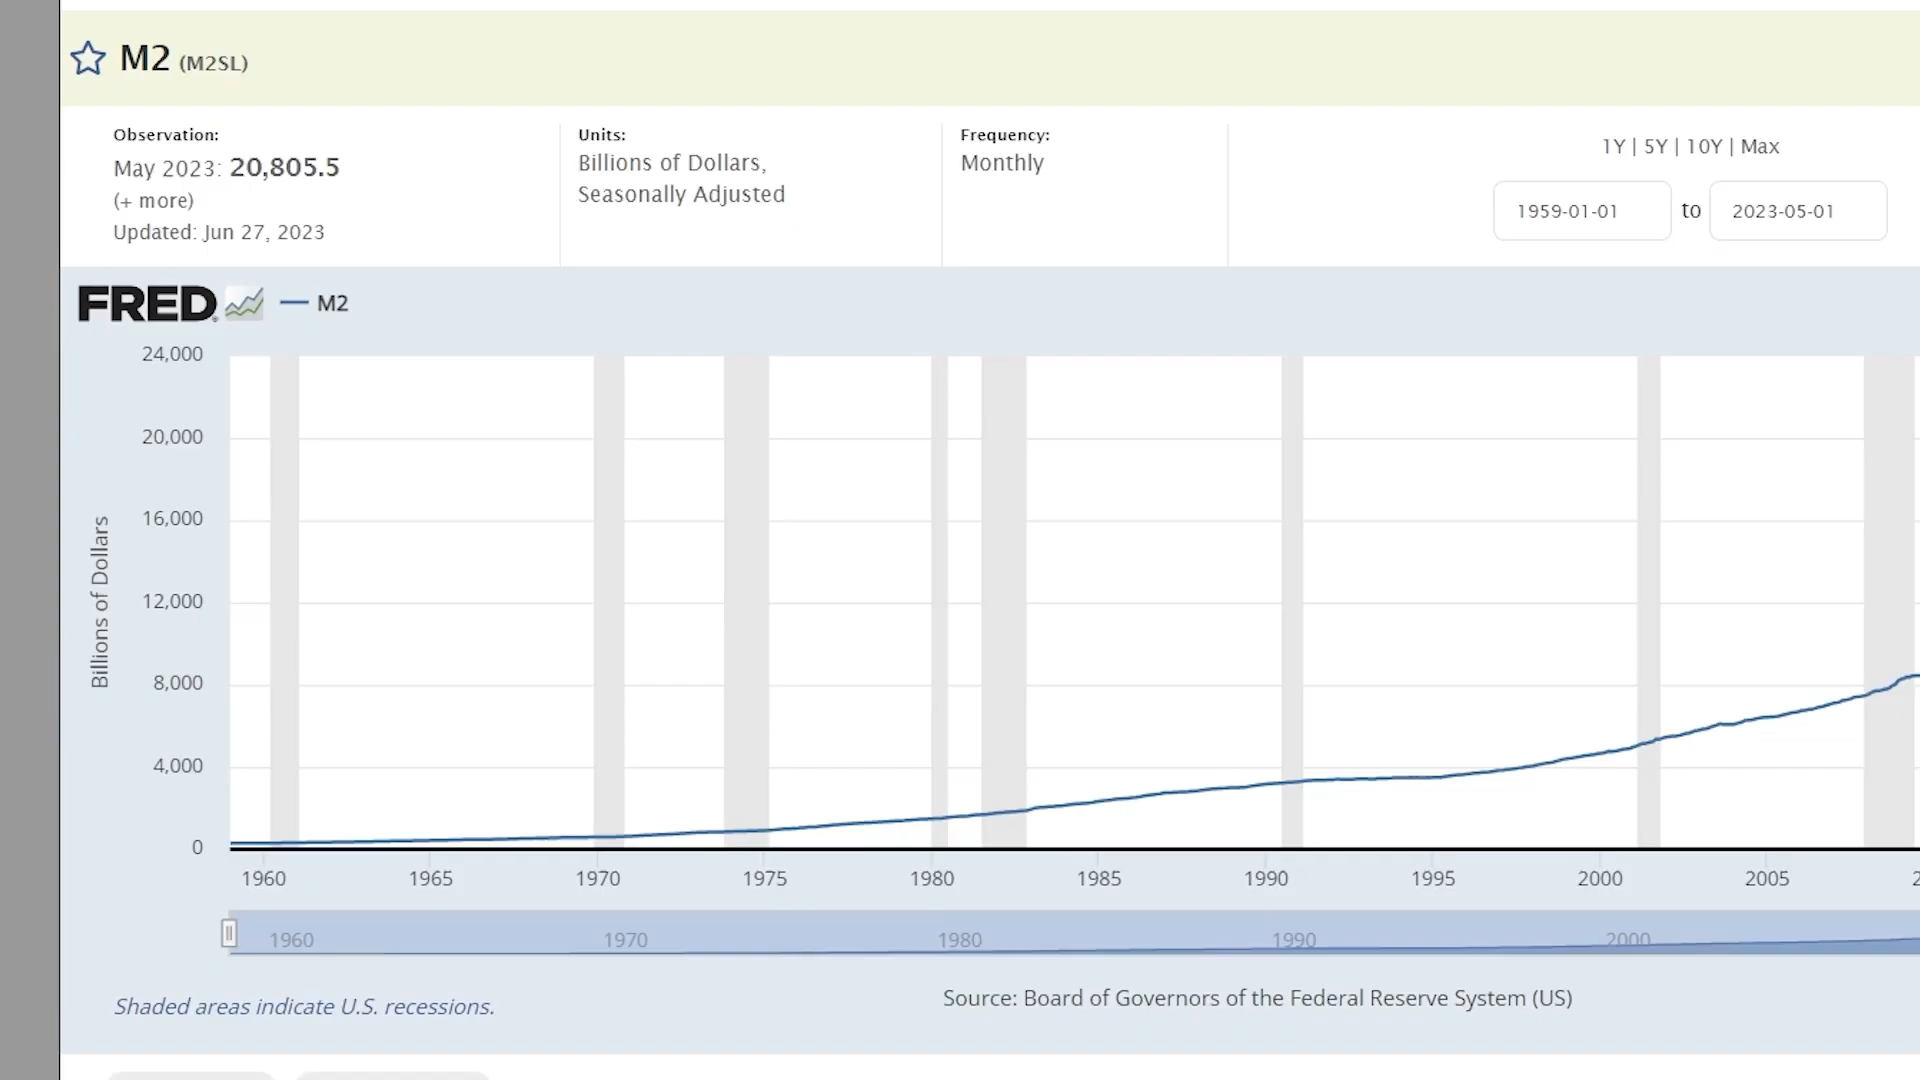 M2 (M2SL)
Observation:
May 2023: 20,805.5
(+ more)
Updated: Jun 27, 2023
Units:
Billions of Dollars,
Seasonally Adjusted
Frequency:
Monthly
1Y | 5Y | 10Y | Max
1959-01-01 to 2023-05-01
FRED® M2
24,000
20,000
16,000
12,000
8,000
4,000
0
Billions of Dollars
1960 1965 1970 1975 1980 1985 1990 1995 2000 2005
1960 1970 1980 1990 2000
Shaded areas indicate U.S. recessions.
Source: Board of Governors of the Federal Reserve System (US)